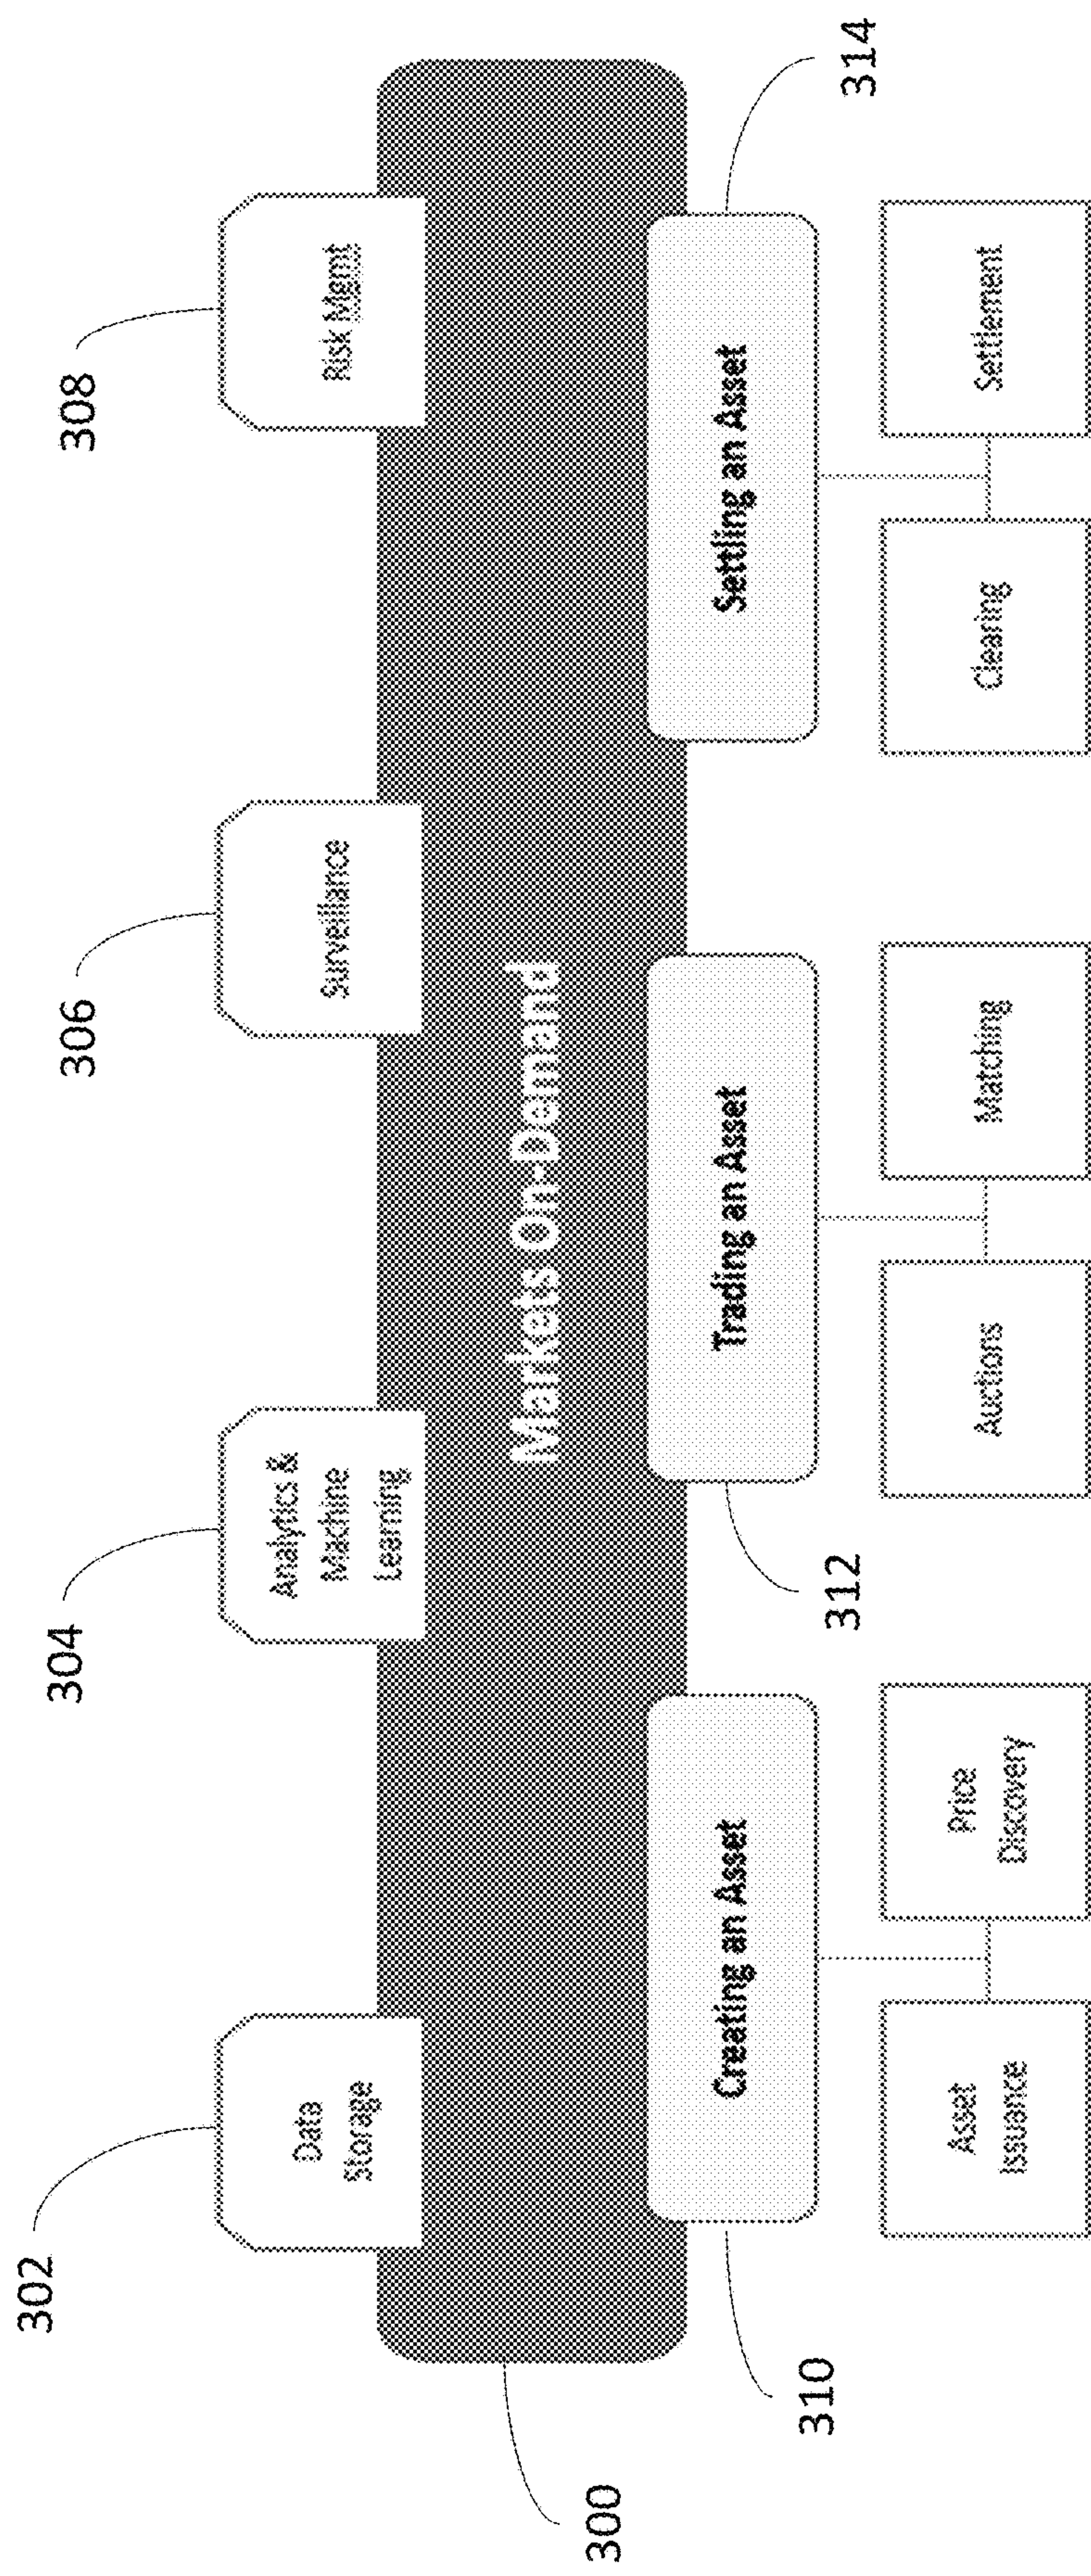 302
304
306
308
Data
Storage
Analytics &
Machine
Learning
Surveillance
Risk Mgmt
Markets On-Demand
300
Creating an Asset
Trading an Asset
Settling an Asset
310
312
314
Asset
Issuance
Price
Discovery
Auctions
Matching
Clearing
Settlement